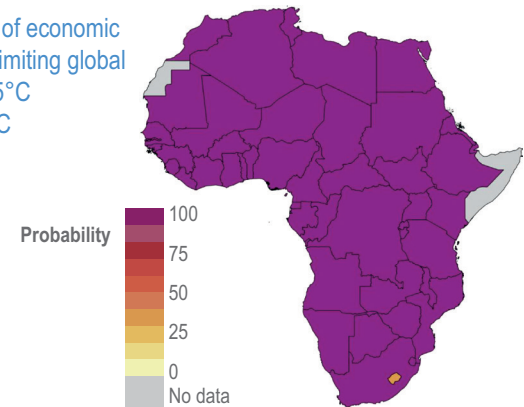 of economic
imiting global
5°C
C
Probability
100
75
50
25
0
No data